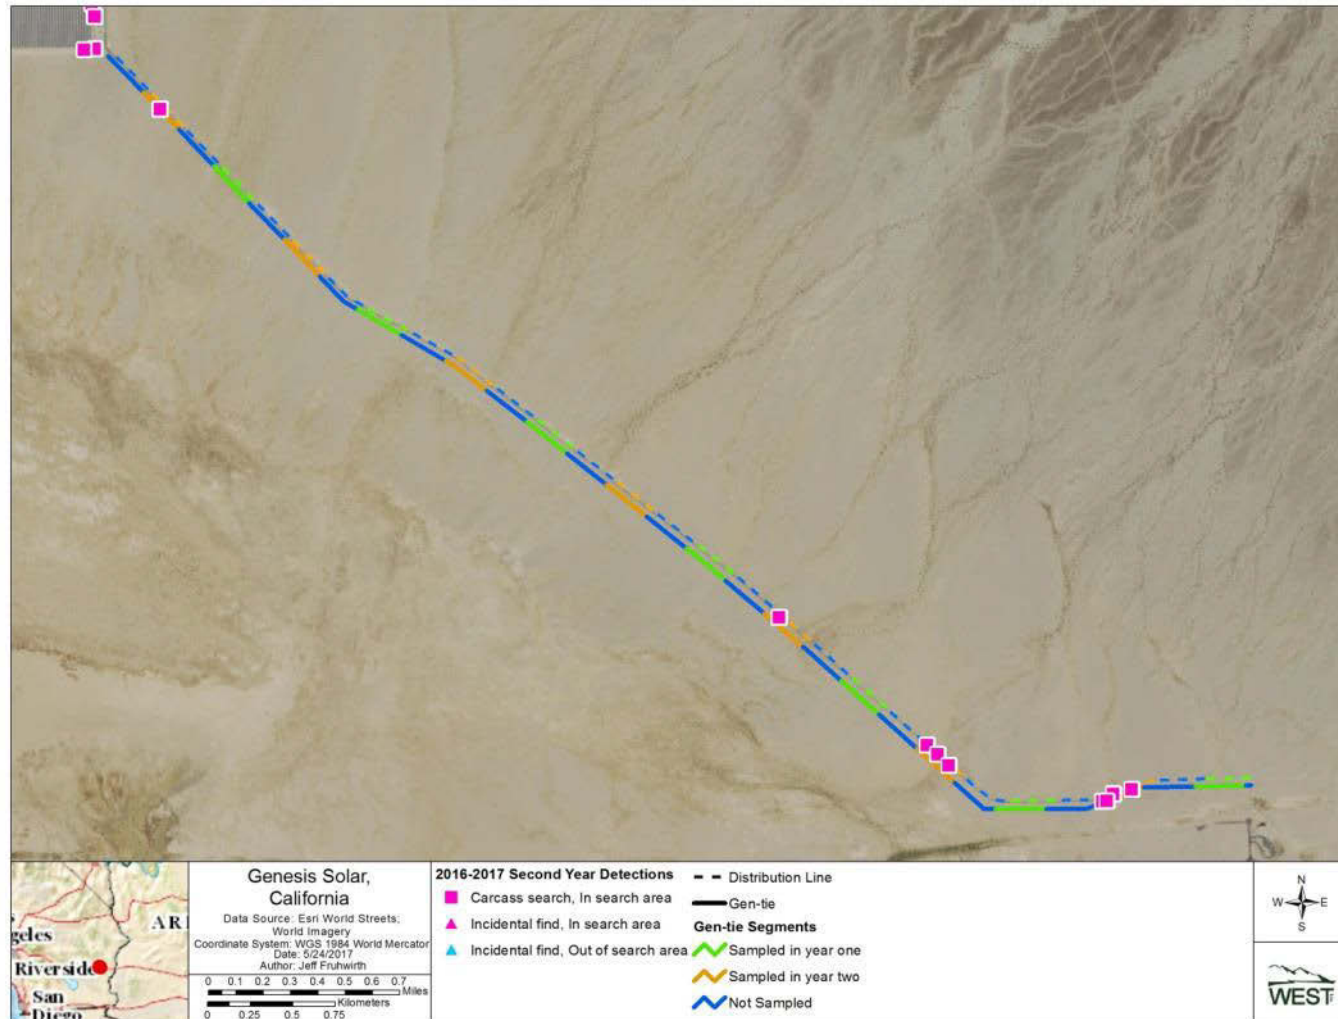 geles
ARI
Riverside
San
Diego
Genesis Solar,
California
Data Source: Esri World Streets;
World Imagery
Coordinate System: WGS 1984 World Mercator
Date: 5/24/2017
Author: Jeff Fruhwirth
0 0.1 0.2 0.3 0.4 0.5 0.6 0.7
Miles
Kilometers
0 0.25 0.5 0.75
2016-2017 Second Year Detections
Carcass search, In search area
Incidental find, In search area
Incidental find, Out of search area
Distribution Line
Gen-tie
Gen-tie Segments
Sampled in year one
Sampled in year two
Not Sampled
N
W E
S
WEST